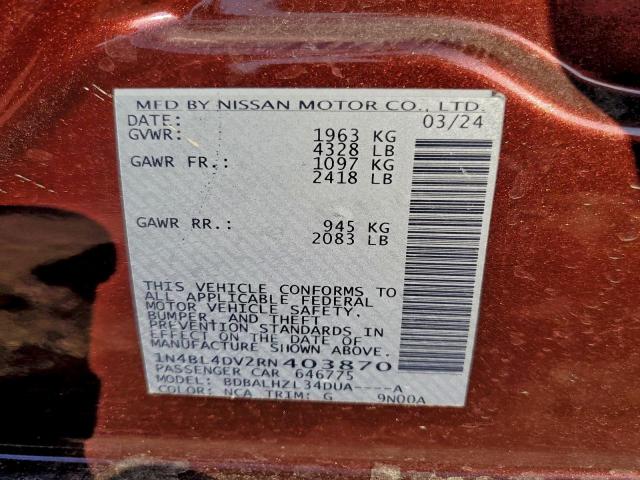 MFD BY NISSAN MOTOR CO., LTD.
DATE: 03/24
GVWR: 1963 KG
4328 LB
GAWR FR.: 1097 KG
2418 LB
GAWR RR.: 945 KG
2083 LB
THIS VEHICLE CONFORMS TO
ALL APPLICABLE FEDERAL
MOTOR VEHICLE SAFETY,
BUMPER, AND THEFT
PREVENTION STANDARDS IN
EFFECT ON THE DATE OF
MANUFACTURE SHOWN ABOVE.
1N4BL4DV2RN403870
PASSENGER CAR 646775
MODEL: BDBALHZL34DUA----A
COLOR: NCA TRIM: G 9N00A